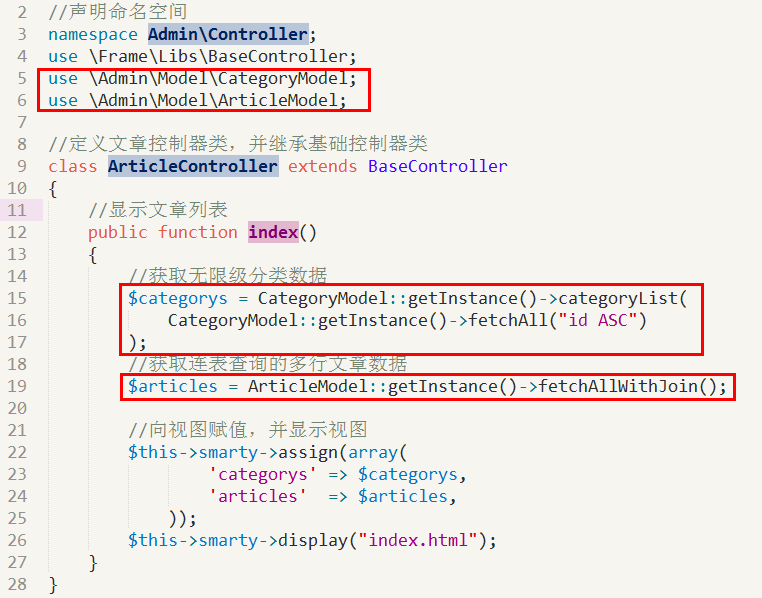 2 //声明命名空间
3 namespace Admin\Controller;
4 use \Frame\Libs\BaseController;
5 use \Admin\Model\CategoryModel;
6 use \Admin\Model\ArticleModel;
7
8 //定义文章控制器类，并继承基础控制器类
9 class ArticleController extends BaseController
10 {
11     //显示文章列表
12     public function index()
13     {
14         //获取无限级分类数据
15         $categorys = CategoryModel::getInstance()->categoryList(
16             CategoryModel::getInstance()->fetchAll("id ASC")
17         );
18         //获取连表查询的多行文章数据
19         $articles = ArticleModel::getInstance()->fetchAllWithJoin();
20
21         //向视图赋值，并显示视图
22         $this->smarty->assign(array(
23                 'categorys' => $categorys,
24                 'articles'  => $articles,
25             ));
26         $this->smarty->display("index.html");
27     }
28 }